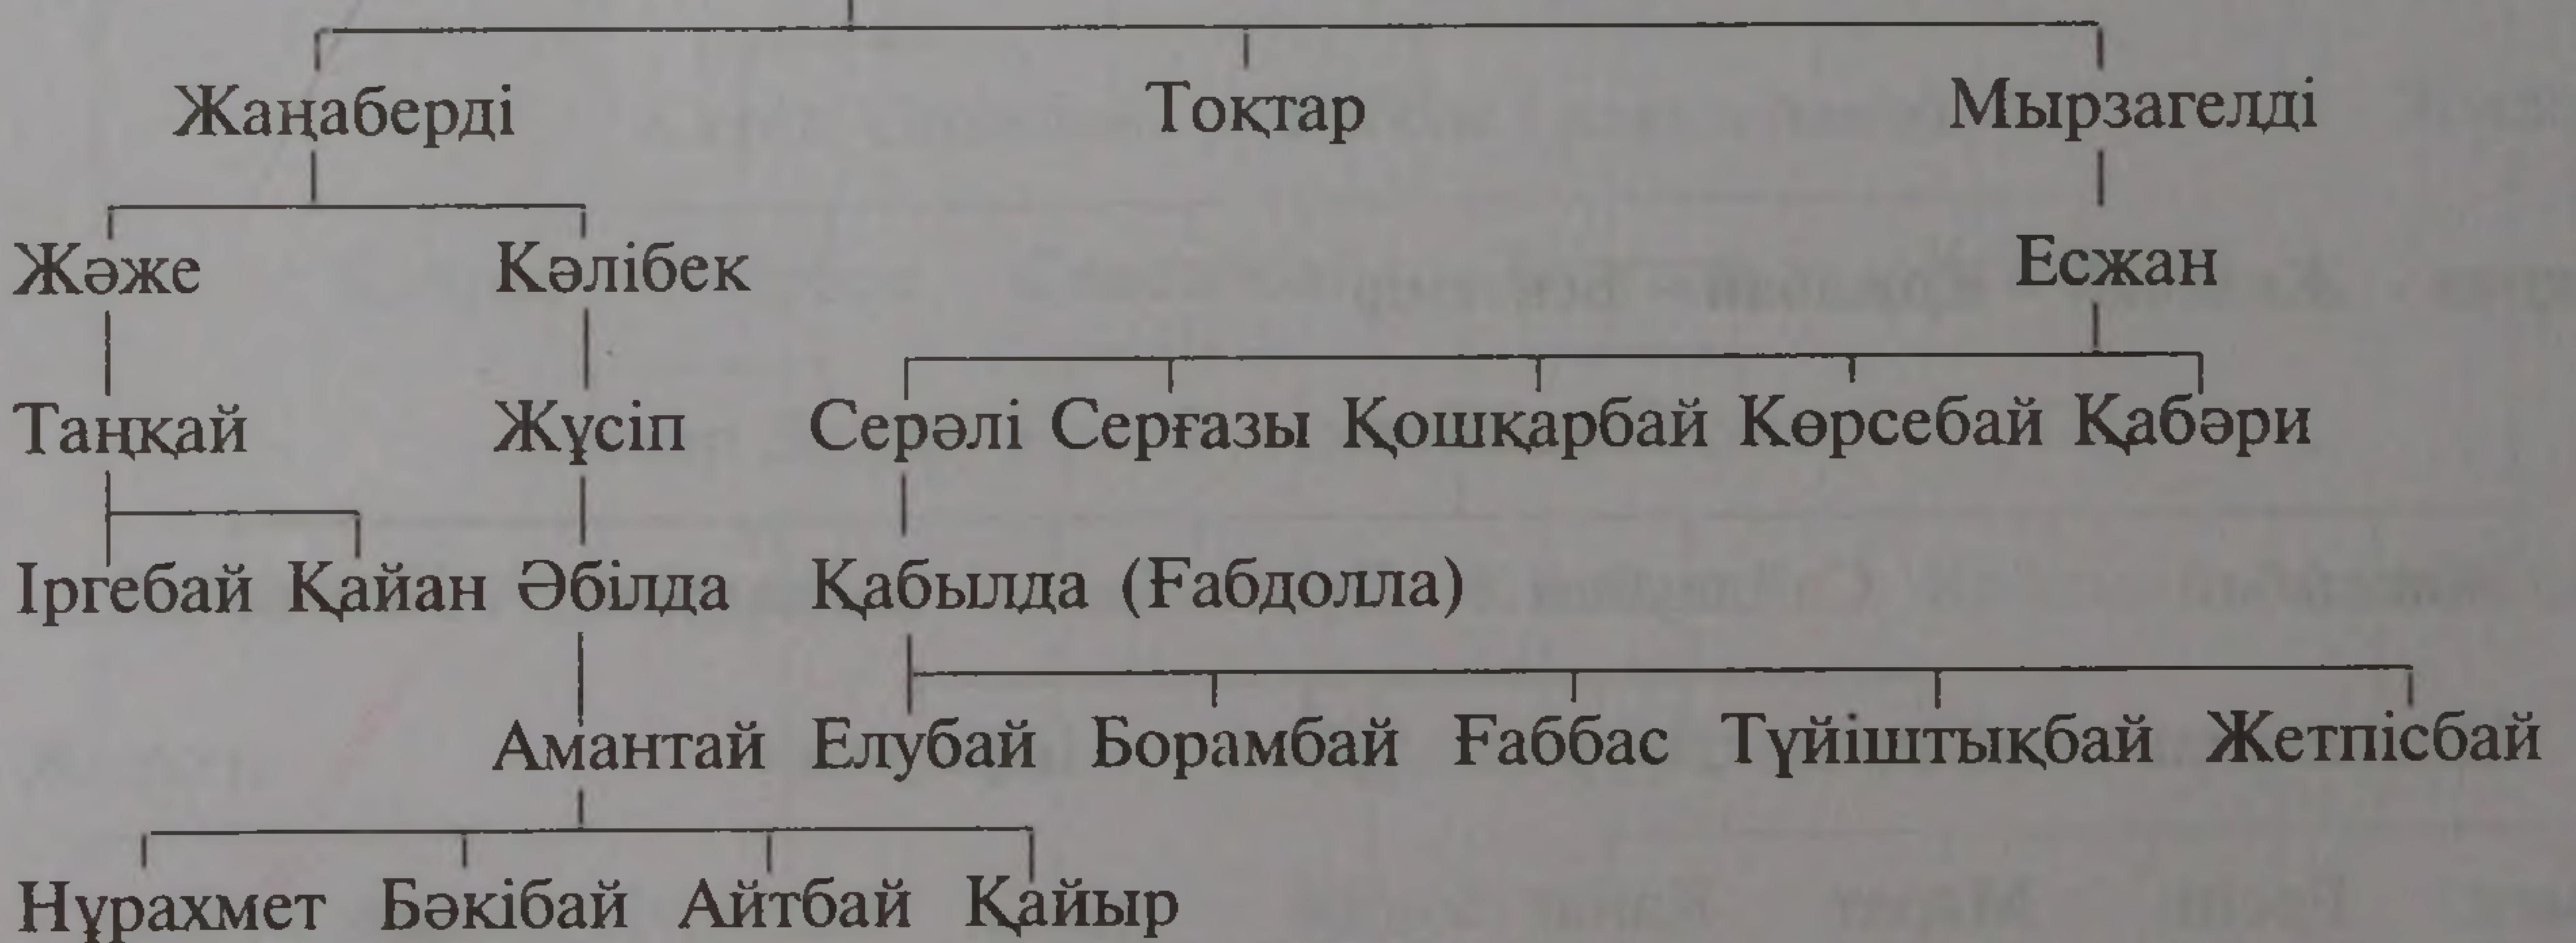 Жаңаберді Тоқтар Мырзагелді
Жәже Кәлібек Есжан
Таңқай Жүсіп Серәлі Серғазы Қошқарбай Көрсебай Қабәри
Іргебай Қайан Әбілда Қабылда (Ғабдолла)
Амантай Елубай Борамбай Ғаббас Түйіштықбай Жетпісбай
Нұрахмет Бәкібай Айтбай Қайыр